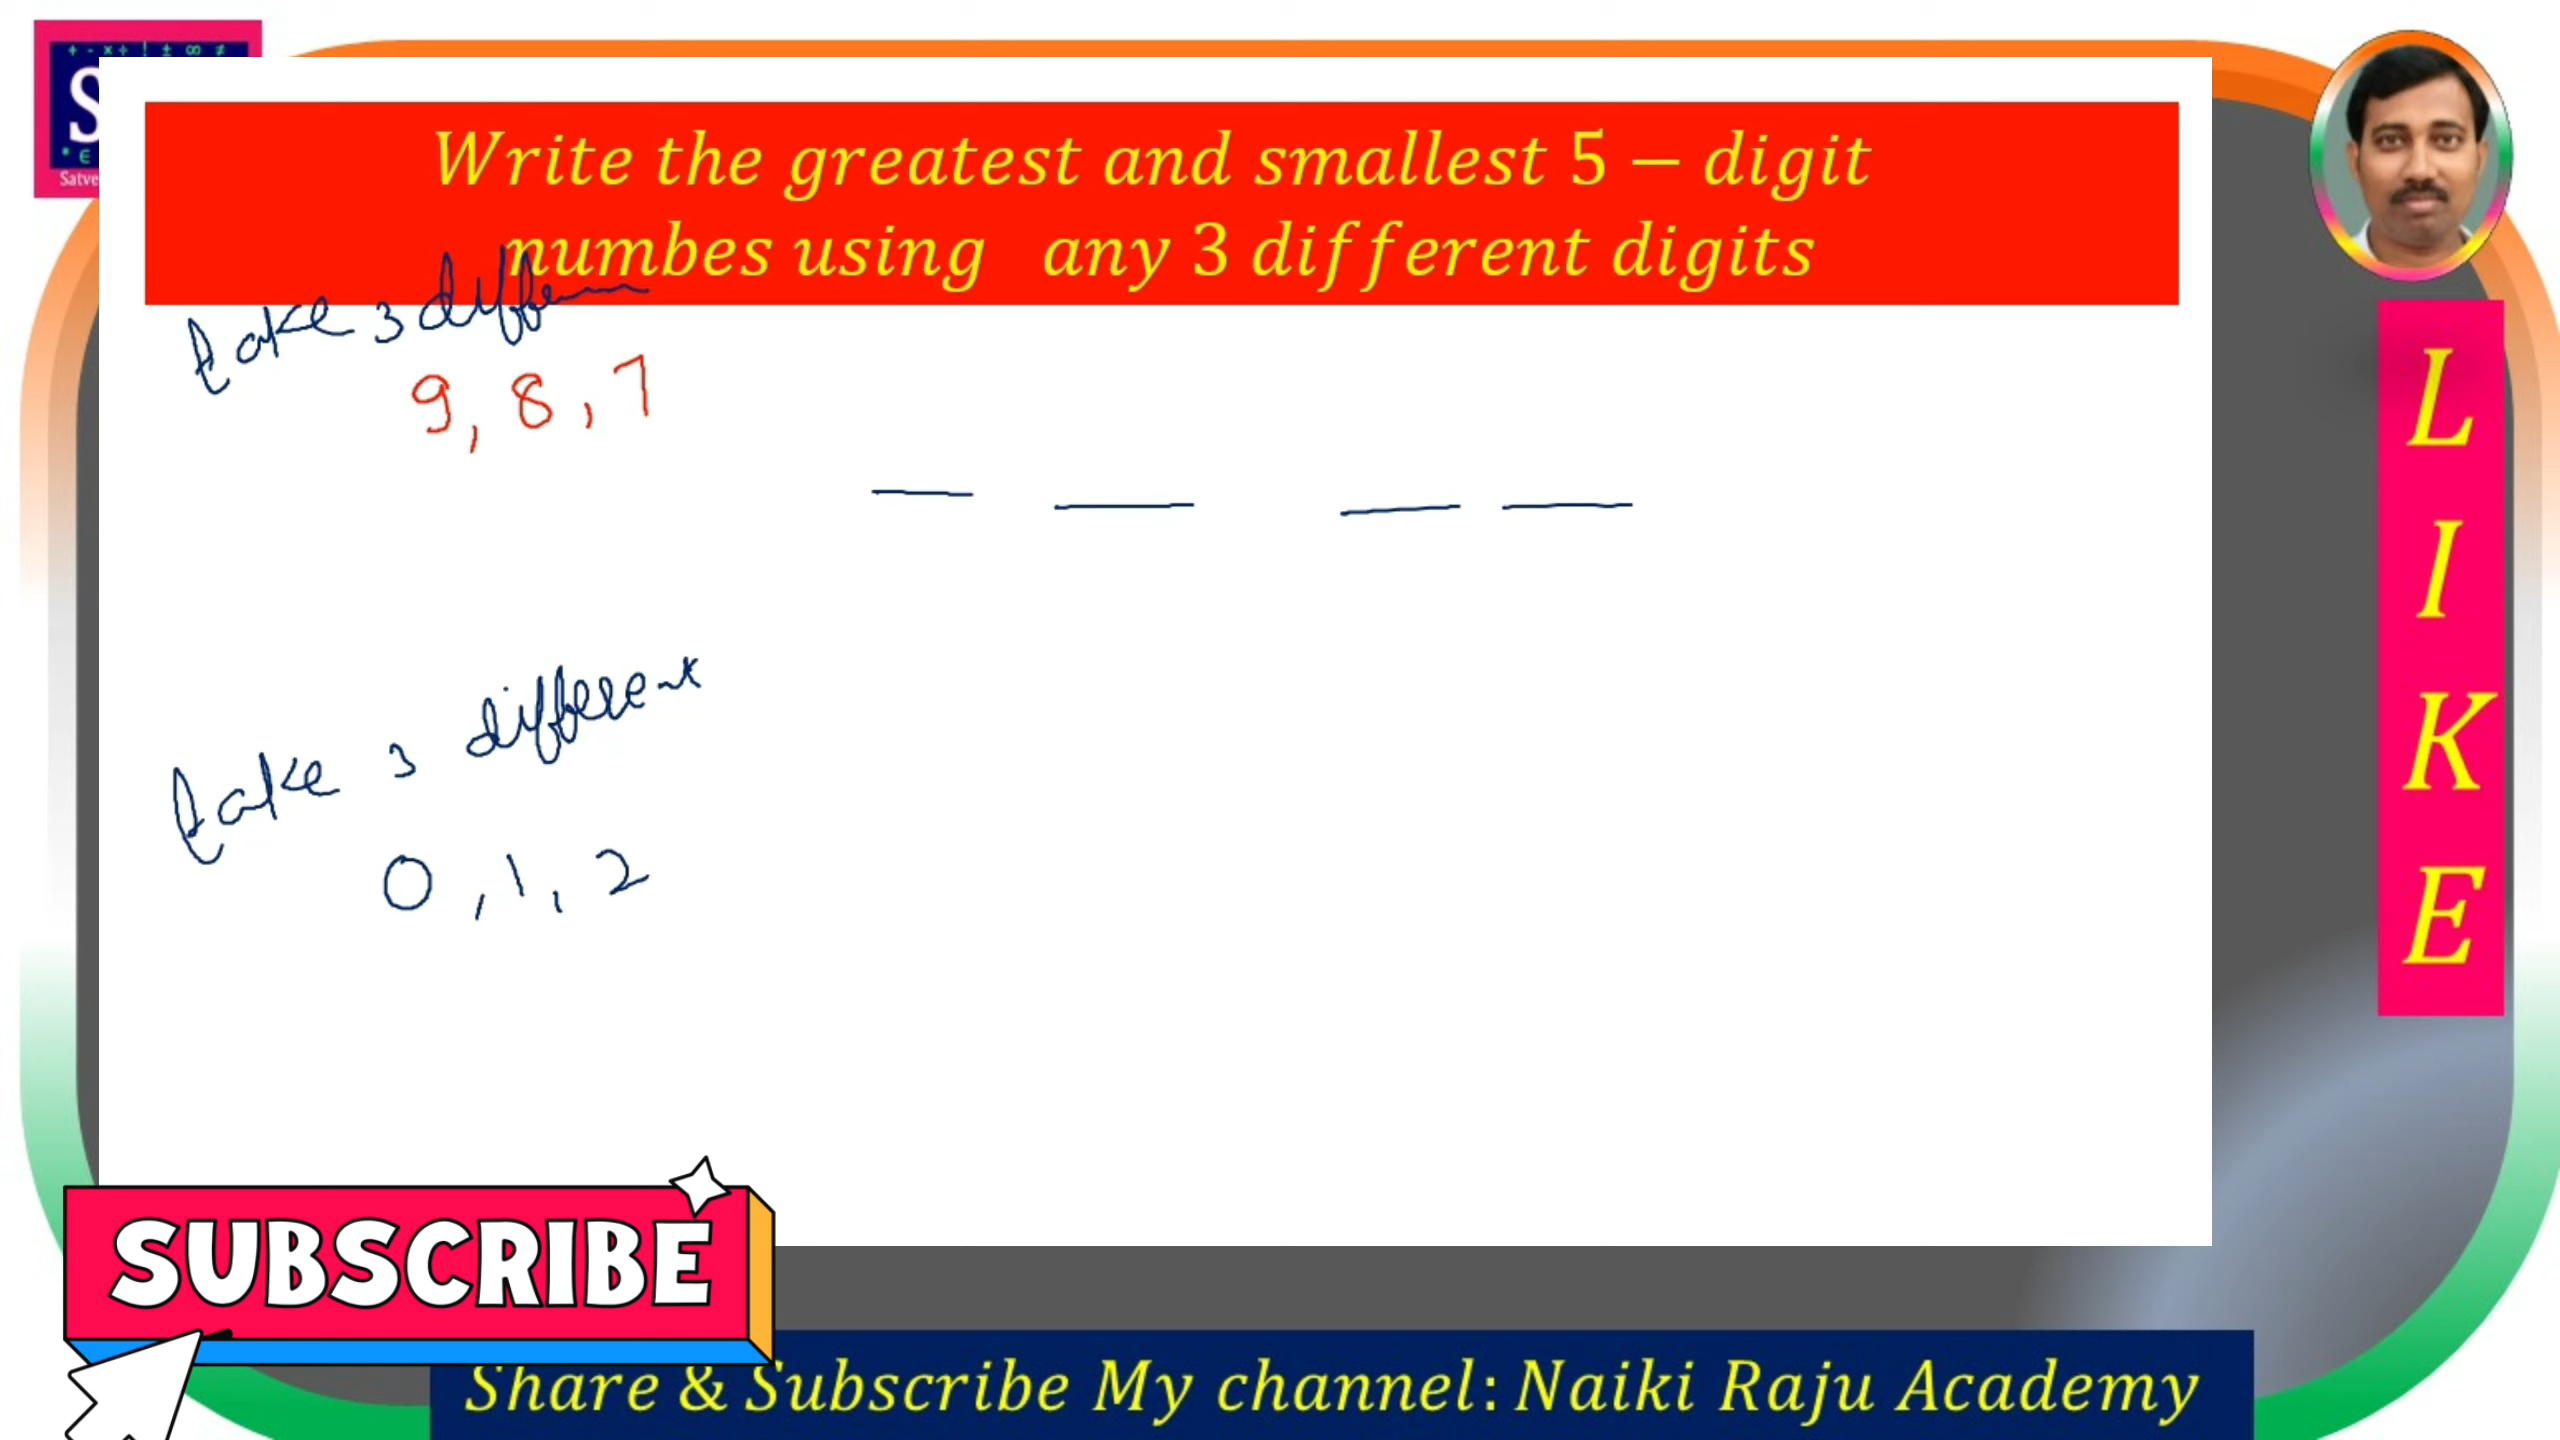 + - × ÷ ! ± ∞ ≠
S
* ∈
Satve
Write the greatest and smallest 5 − digit
numbes using any 3 different digits
take 3
9, 8, 7
take 3 different
0, 1, 2
L
I
K
E
SUBSCRIBE
Share & Subscribe My channel: Naiki Raju Academy